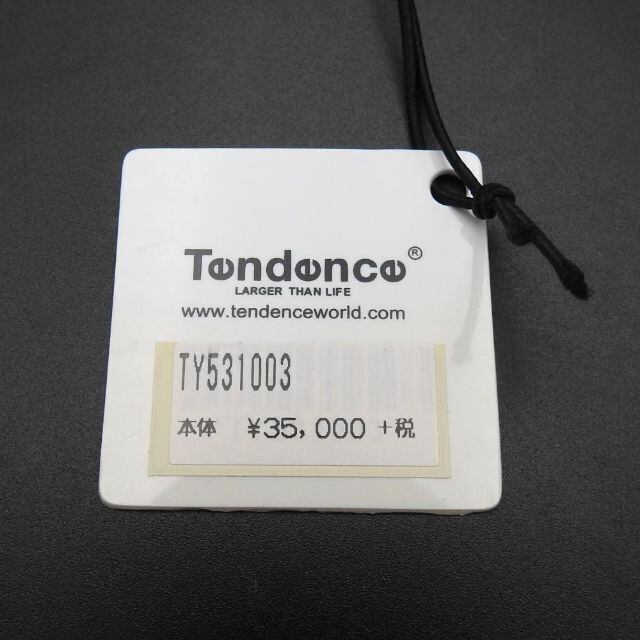 Tendence®
LARGER THAN LIFE
www.tendenceworld.com
TY531003
本体 ¥35,000 +税